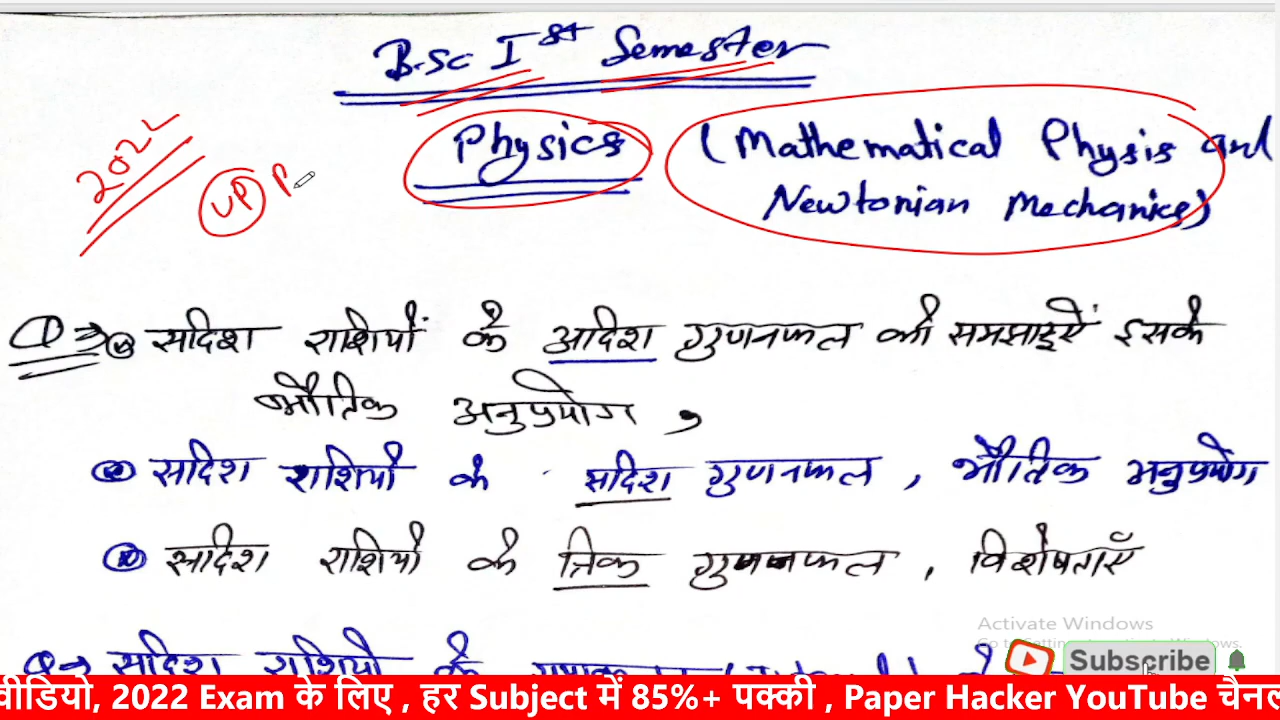 B.Sc Ist Semester
Physics (Mathematical Physis and
Newtonian Mechanics)
2022
UP P
① ⇒ सदिश राशियों के आदिश गुणनफल को समझाइऐं इसके
भौतिक अनुप्रयोग ,
सदिश राशियो के सदिश गुणनफल , भौतिक अनुप्रयोग
सादिश राशियो के त्रिक गुणनफल , विशेषताएँ
सदिश राशियो के
Activate Windows
Subscribe
वीडियो, 2022 Exam के लिए , हर Subject में 85%+ पक्की , Paper Hacker YouTube चैनल